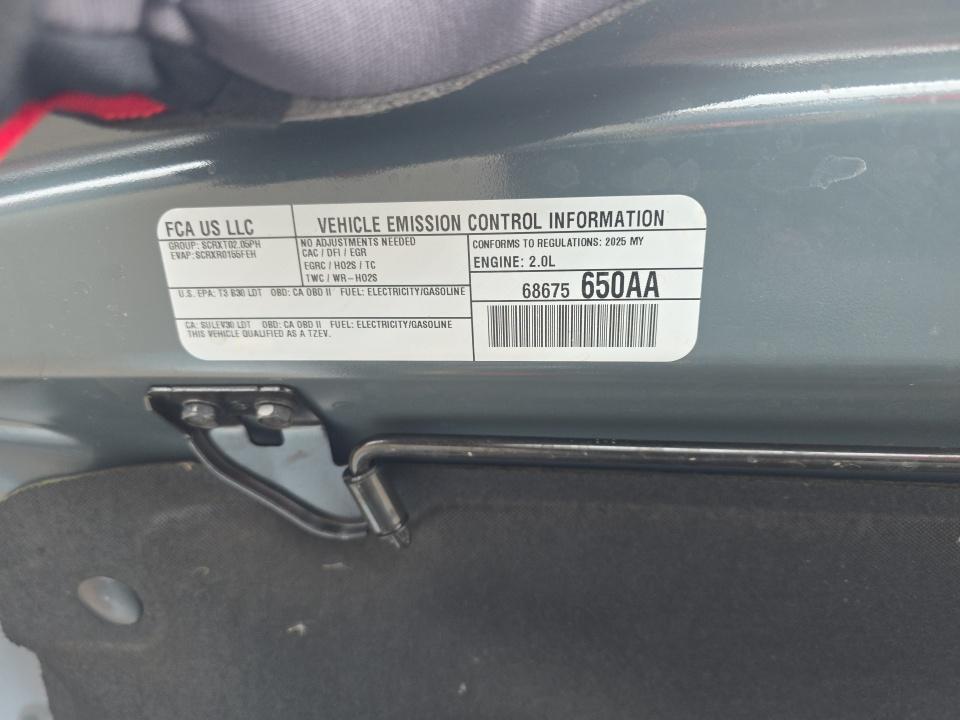 FCA US LLC
VEHICLE EMISSION CONTROL INFORMATION
GROUP: SCRXT02.05PH
EVAP: SCRXR0155FEH
NO ADJUSTMENTS NEEDED
CAC / DFI / EGR
EGRC / HO2S / TC
TWC / WR-HO2S
CONFORMS TO REGULATIONS: 2025 MY
ENGINE: 2.0L
U.S. EPA: T3 B30 LDT OBD: CA OBD II FUEL: ELECTRICITY/GASOLINE
68675 650AA
CA: SULEV30 LDT OBD: CA OBD II FUEL: ELECTRICITY/GASOLINE
THIS VEHICLE QUALIFIED AS A TZEV.